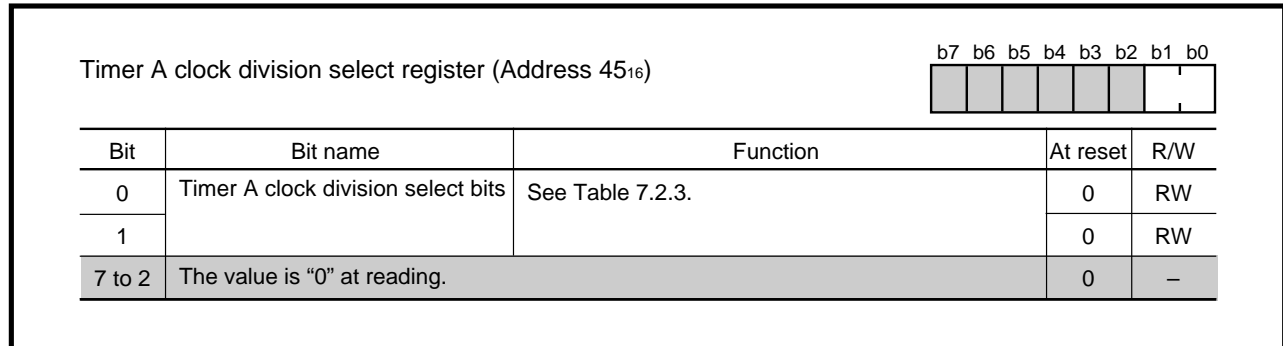 Timer A clock division select register (Address 45₁₆)
b7 b6 b5 b4 b3 b2 b1 b0
Bit Bit name Function At reset R/W
0 Timer A clock division select bits See Table 7.2.3. 0 RW
1 0 RW
7 to 2 The value is “0” at reading. 0 –